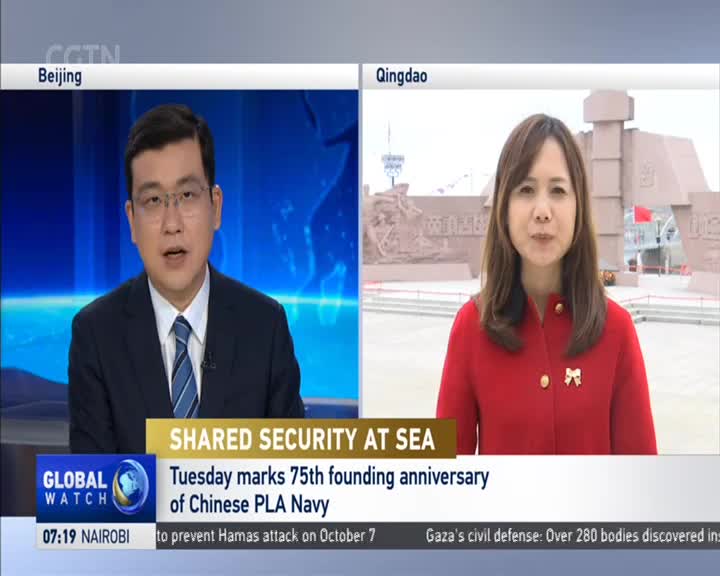 CGTN
Beijing
Qingdao
SHARED SECURITY AT SEA
Tuesday marks 75th founding anniversary
of Chinese PLA Navy
GLOBAL
WATCH
07:19 NAIROBI
to prevent Hamas attack on October 7 Gaza's civil defense: Over 280 bodies discovered ins